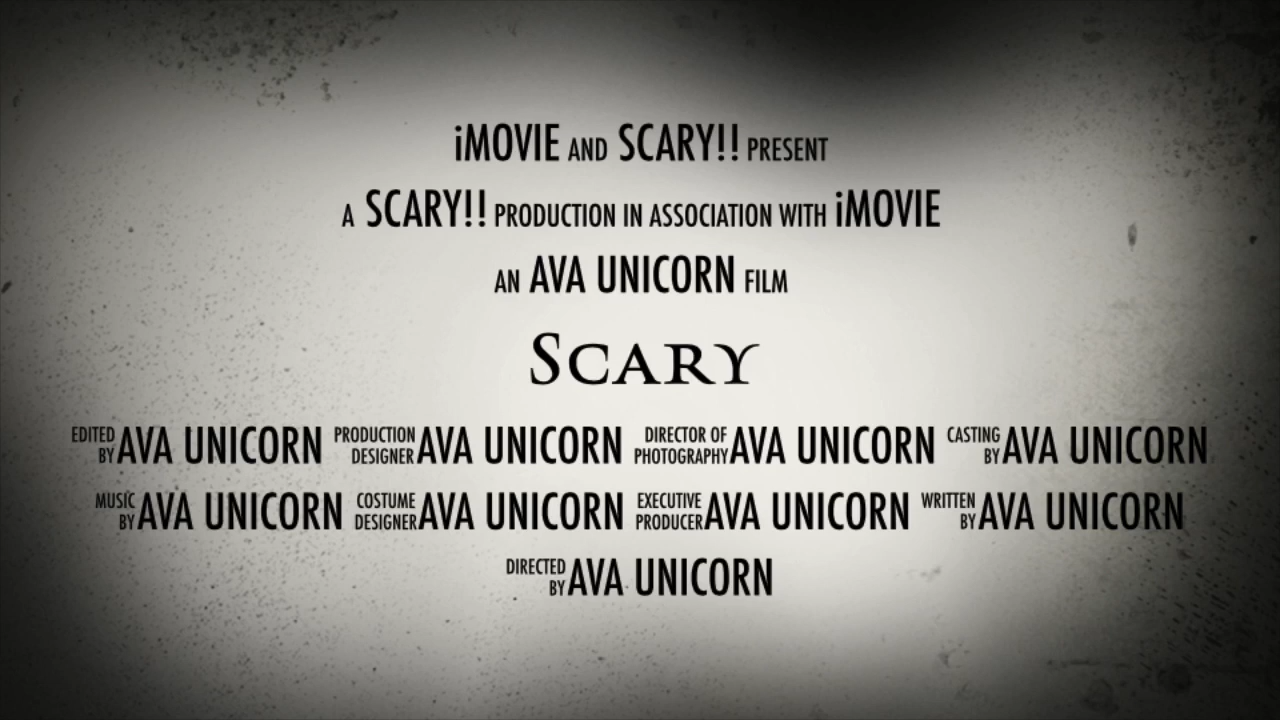 iMOVIE AND SCARY!! PRESENT
A SCARY!! PRODUCTION IN ASSOCIATION WITH iMOVIE
AN AVA UNICORN FILM
SCARY
EDITED BY AVA UNICORN PRODUCTION DESIGNER AVA UNICORN DIRECTOR OF PHOTOGRAPHY AVA UNICORN CASTING BY AVA UNICORN
MUSIC BY AVA UNICORN COSTUME DESIGNER AVA UNICORN EXECUTIVE PRODUCER AVA UNICORN WRITTEN BY AVA UNICORN
DIRECTED BY AVA UNICORN